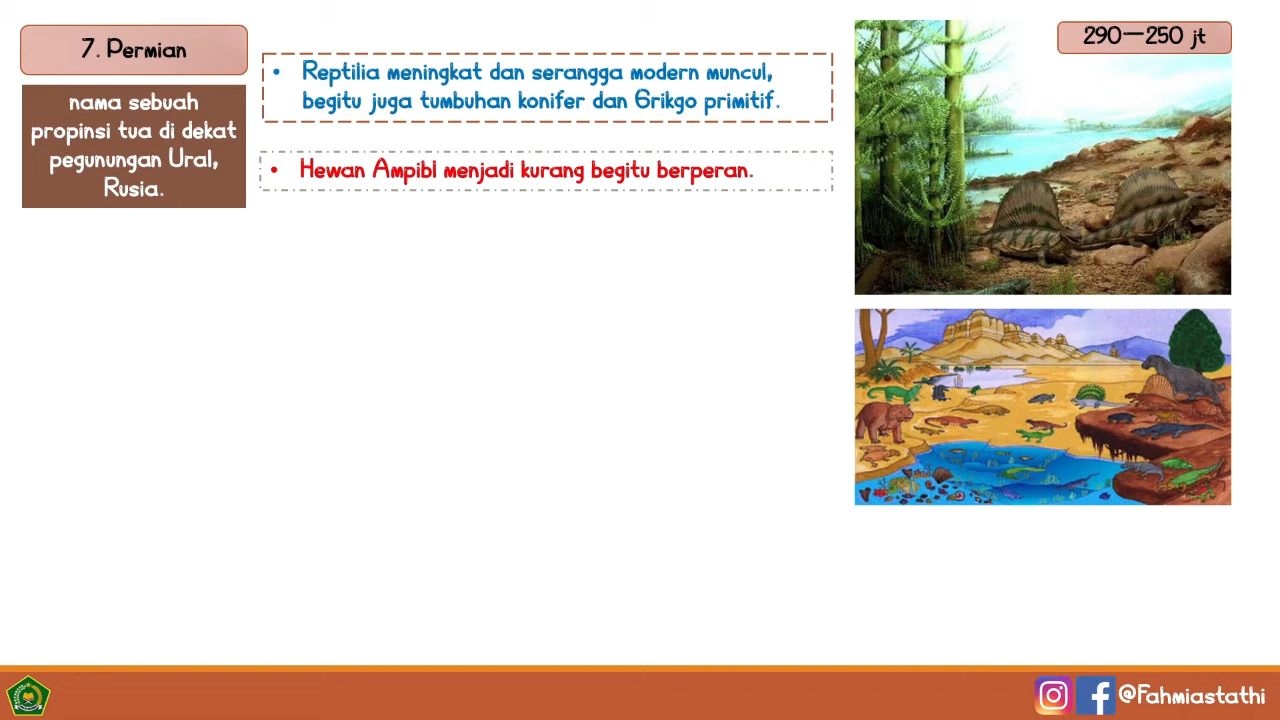 7. Permian
nama sebuah
propinsi tua di dekat
pegunungan Ural,
Rusia.
• Reptilia meningkat dan serangga modern muncul,
begitu juga tumbuhan konifer dan Grikgo primitif.
• Hewan Ampibl menjadi kurang begitu berperan.
290—250 jt
@Fahmiastathi